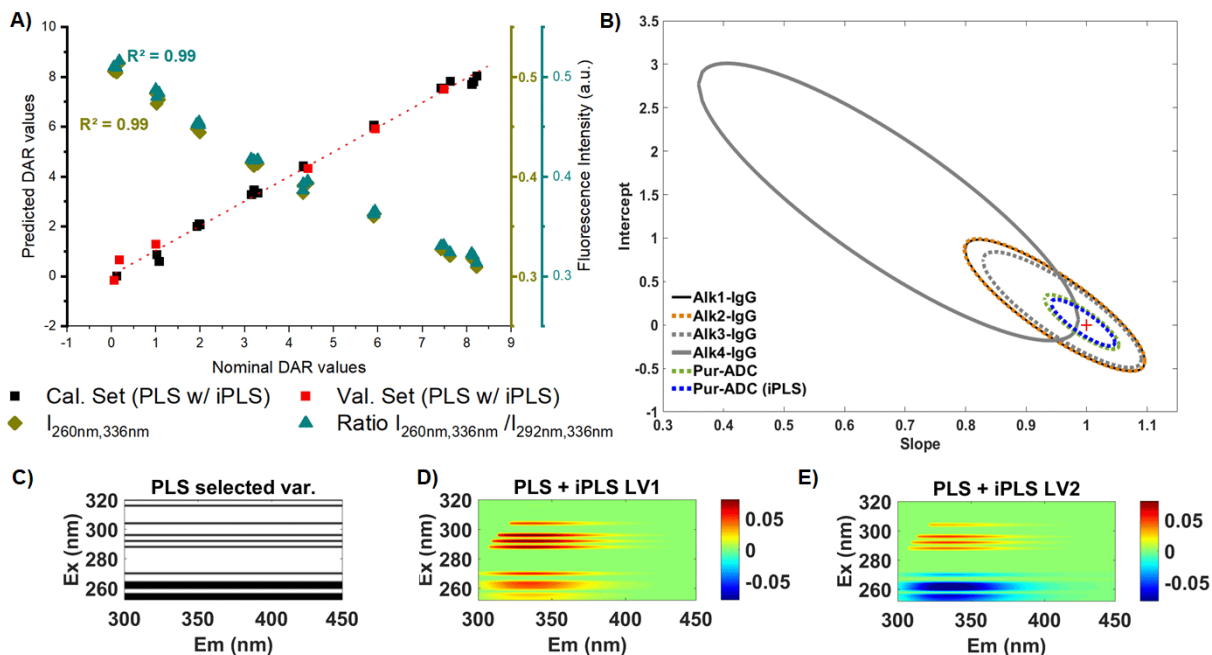 A)
10
8
6
4
2
0
-2
Predicted DAR values
R² = 0.99
R² = 0.99
0.5
0.4
0.3
0.5
0.4
0.3
Fluorescence Intensity (a.u.)
-1 0 1 2 3 4 5 6 7 8 9
Nominal DAR values
Cal. Set (PLS w/ iPLS)
Val. Set (PLS w/ iPLS)
I260nm,336nm
Ratio I260nm,336nm /I292nm,336nm
B)
3.5
3
2.5
2
1.5
1
0.5
0
-0.5
-1
Intercept
Alk1-IgG
Alk2-IgG
Alk3-IgG
Alk4-IgG
Pur-ADC
Pur-ADC (iPLS)
0.3 0.4 0.5 0.6 0.7 0.8 0.9 1 1.1
Slope
C)
PLS selected var.
320
300
280
260
Ex (nm)
300 350 400 450
Em (nm)
D)
PLS + iPLS LV1
320
300
280
260
Ex (nm)
300 350 400 450
Em (nm)
0.05
0
-0.05
E)
PLS + iPLS LV2
320
300
280
260
Ex (nm)
300 350 400 450
Em (nm)
0.05
0
-0.05